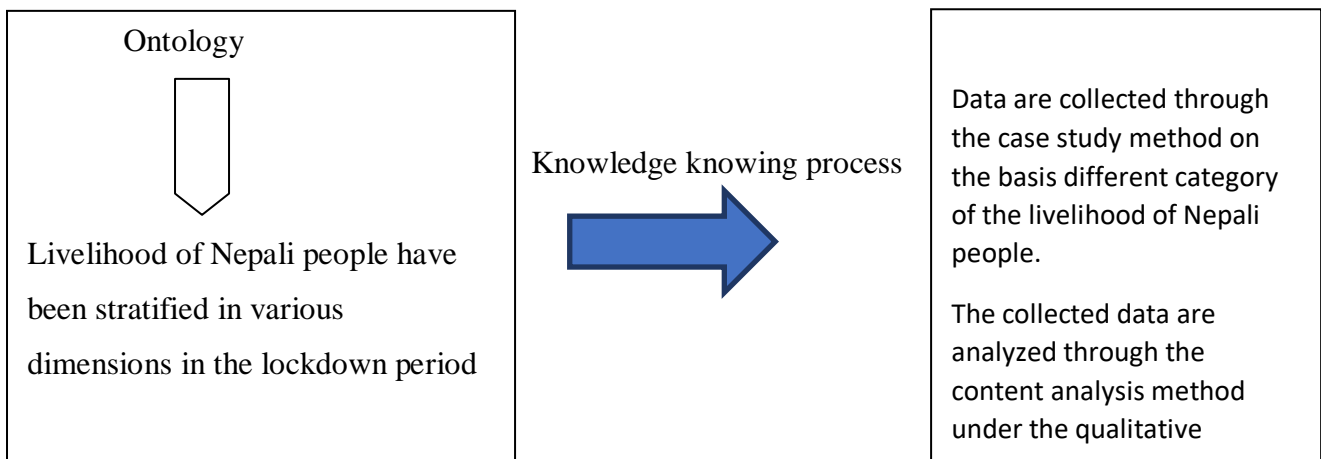 Ontology
Livelihood of Nepali people have
been stratified in various
dimensions in the lockdown period
Knowledge knowing process
Data are collected through
the case study method on
the basis different category
of the livelihood of Nepali
people.
The collected data are
analyzed through the
content analysis method
under the qualitative